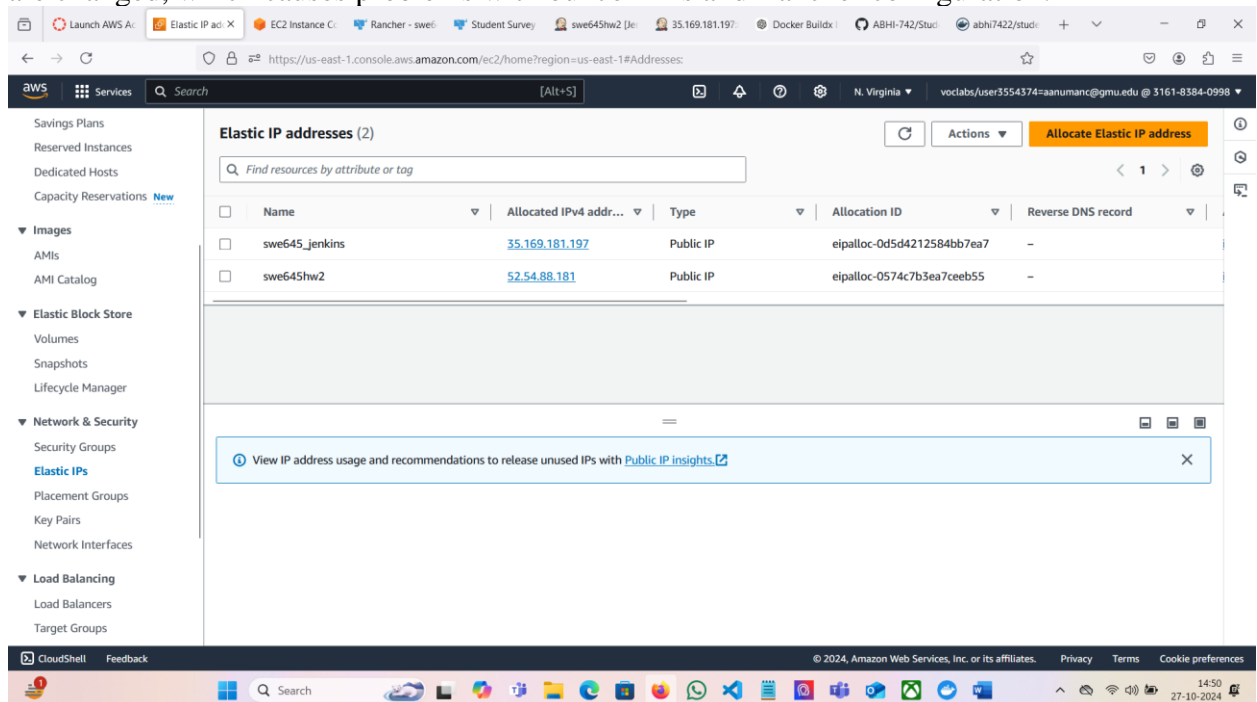 Launch AWS Ac
Elastic IP ad
EC2 Instance Co
Rancher - swe6
Student Survey
swe645hw2 [Je
35.169.181.197:
Docker Buildx
ABHI-742/Stud
abhi7422/stude
https://us-east-1.console.aws.amazon.com/ec2/home?region=us-east-1#Addresses:
aws Services Search [Alt+S] N. Virginia ▼ voclabs/user3554374=aanumanc@gmu.edu @ 3161-8384-0998 ▼
Savings Plans
Reserved Instances
Dedicated Hosts
Capacity Reservations New
Images
AMIs
AMI Catalog
Elastic Block Store
Volumes
Snapshots
Lifecycle Manager
Network & Security
Security Groups
Elastic IPs
Placement Groups
Key Pairs
Network Interfaces
Load Balancing
Load Balancers
Target Groups
Elastic IP addresses (2)
Actions ▼
Allocate Elastic IP address
Find resources by attribute or tag
< 1 >
Name Allocated IPv4 addr... Type Allocation ID Reverse DNS record
swe645_jenkins 35.169.181.197 Public IP eipalloc-0d5d4212584bb7ea7 –
swe645hw2 52.54.88.181 Public IP eipalloc-0574c7b3ea7ceeb55 –
View IP address usage and recommendations to release unused IPs with Public IP insights.
CloudShell Feedback © 2024, Amazon Web Services, Inc. or its affiliates. Privacy Terms Cookie preferences
Search
14:50
27-10-2024